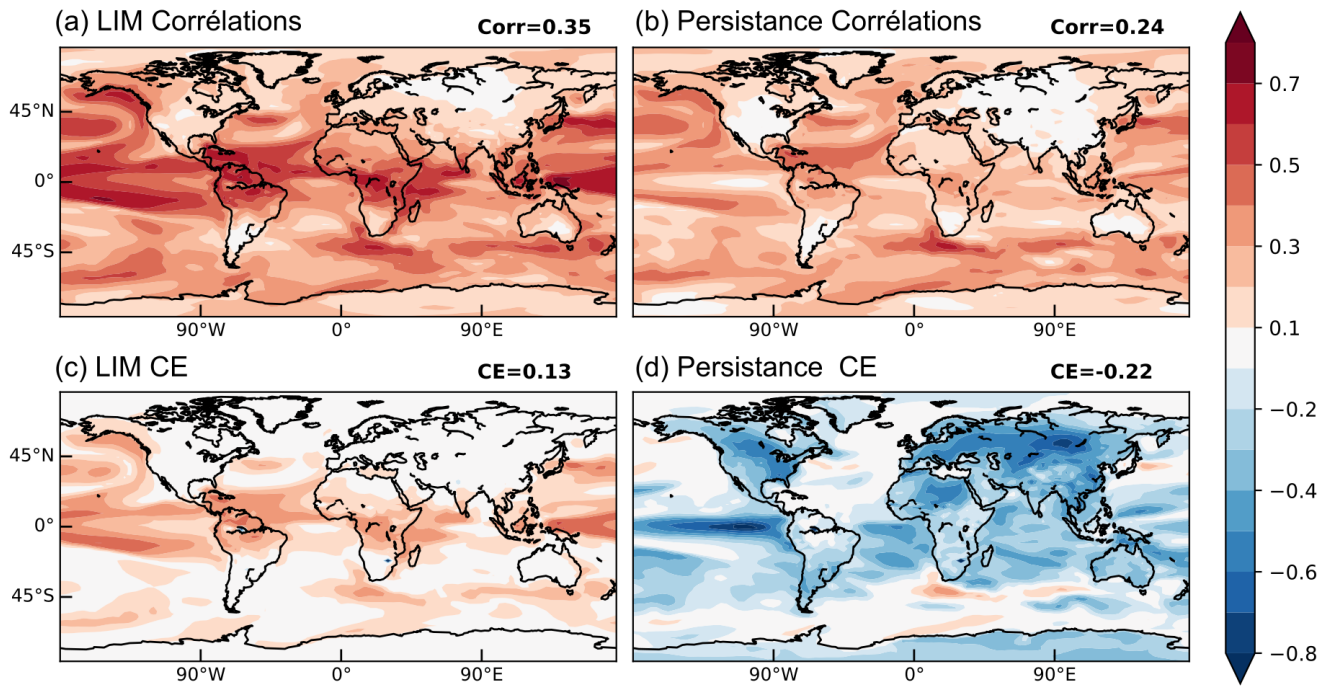 (a) LIM Corrélations
Corr=0.35
(b) Persistance Corrélations
Corr=0.24
45°N
0°
45°S
90°W
0°
90°E
90°W
0°
90°E
(c) LIM CE
CE=0.13
(d) Persistance  CE
CE=-0.22
45°N
0°
45°S
90°W
0°
90°E
90°W
0°
90°E
0.7
0.5
0.3
0.1
−0.2
−0.4
−0.6
−0.8